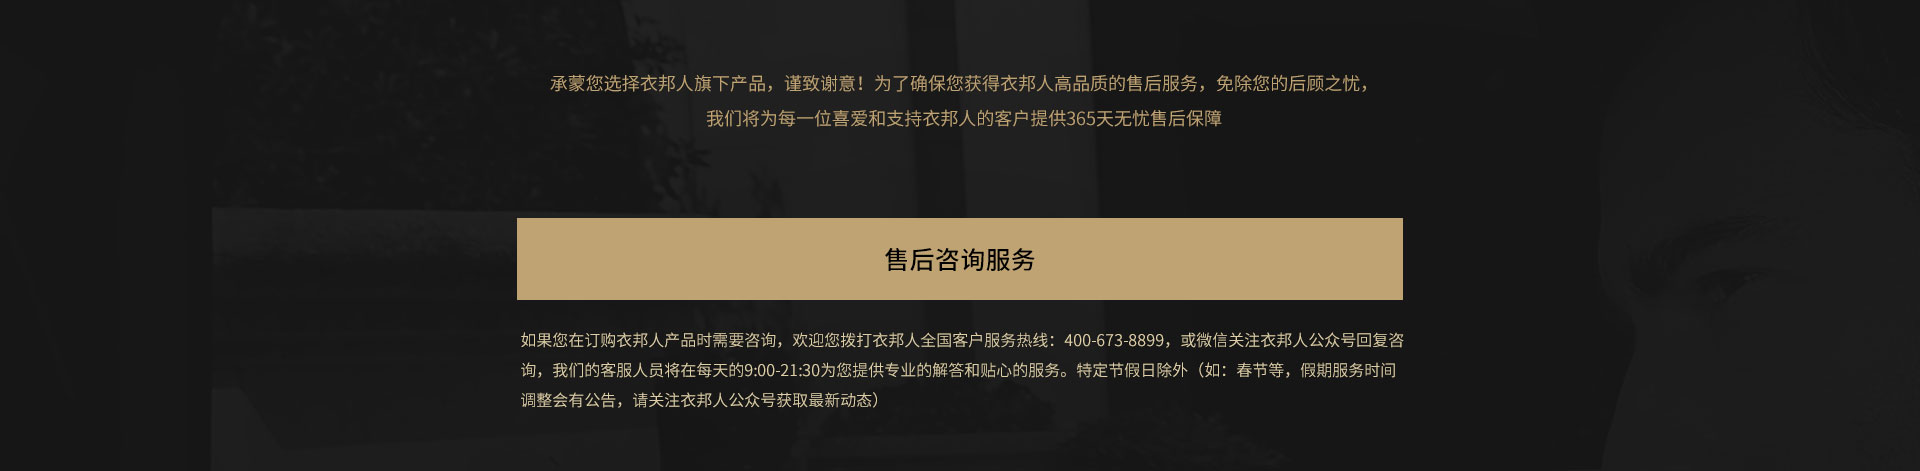 承蒙您选择衣邦人旗下产品，谨致谢意！为了确保您获得衣邦人高品质的售后服务，免除您的后顾之忧，
我们将为每一位喜爱和支持衣邦人的客户提供365天无忧售后保障
售后咨询服务
如果您在订购衣邦人产品时需要咨询，欢迎您拨打衣邦人全国客户服务热线：400-673-8899，或微信关注衣邦人公众号回复咨
询，我们的客服人员将在每天的9:00-21:30为您提供专业的解答和贴心的服务。特定节假日除外（如：春节等，假期服务时间
调整会有公告，请关注衣邦人公众号获取最新动态）